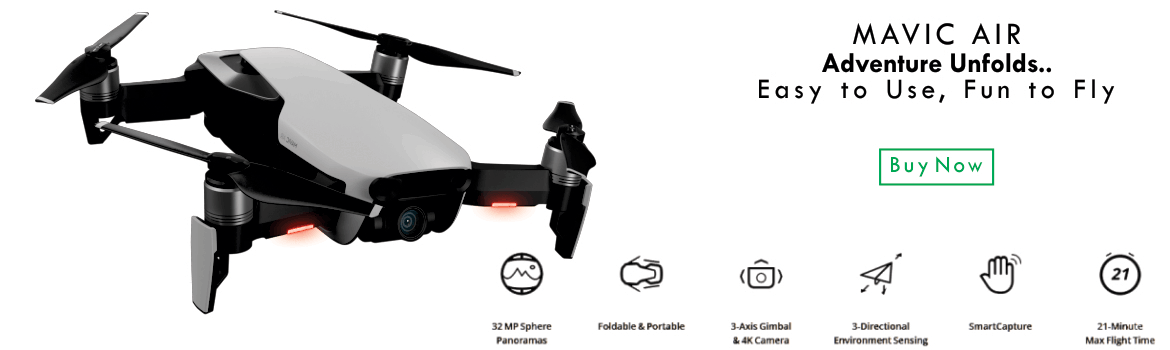 MAVIC AIR
Adventure Unfolds..
Easy to Use, Fun to Fly
Buy Now
21
32 MP Sphere
Panoramas
Foldable & Portable
3-Axis Gimbal
& 4K Camera
3-Directional
Environment Sensing
SmartCapture
21-Minute
Max Flight Time